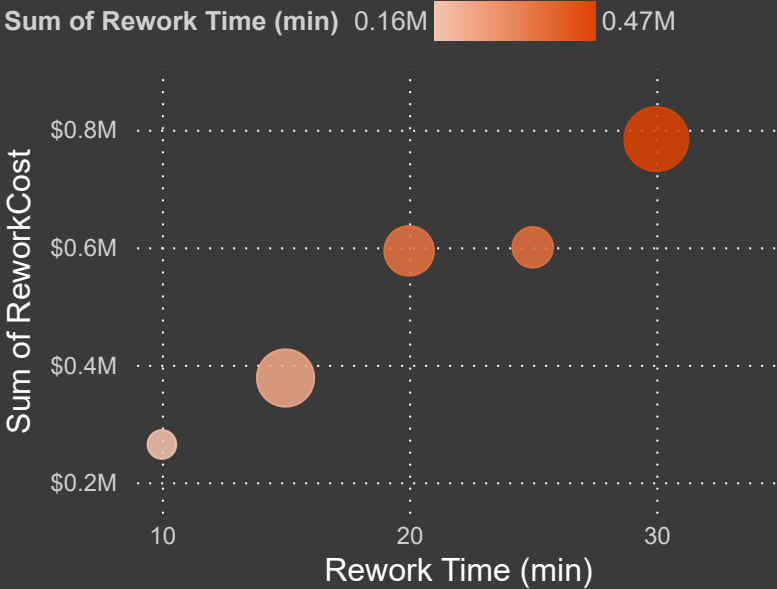 Sum of Rework Time (min) 0.16M 0.47M
$0.8M
$0.6M
$0.4M
$0.2M
Sum of ReworkCost
10 20 30
Rework Time (min)